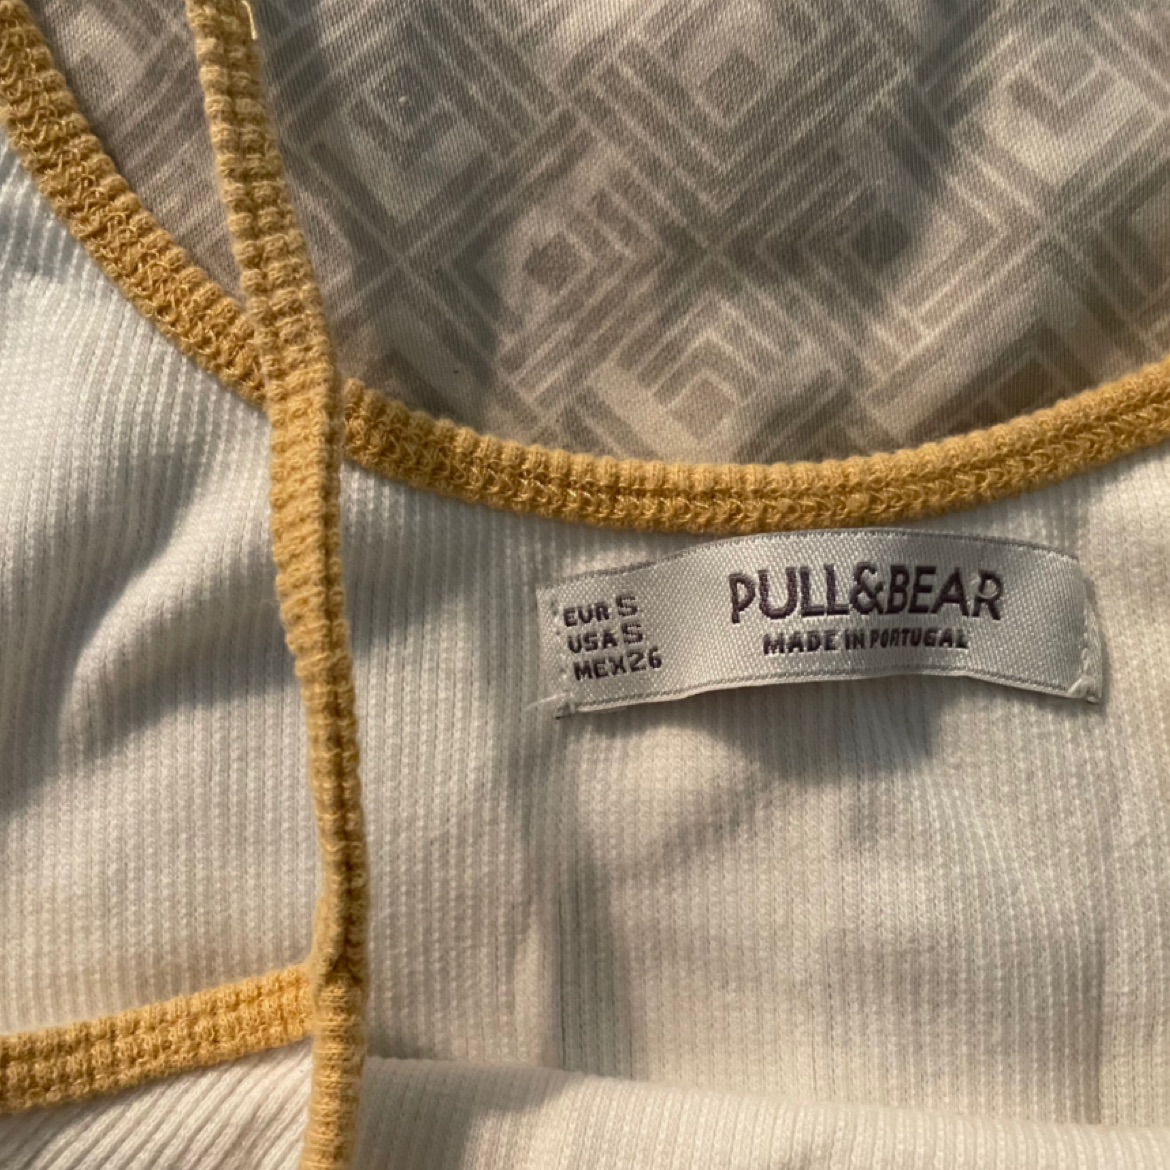 EUR S
USA S
MEX 26
PULL&BEAR
MADE IN PORTUGAL